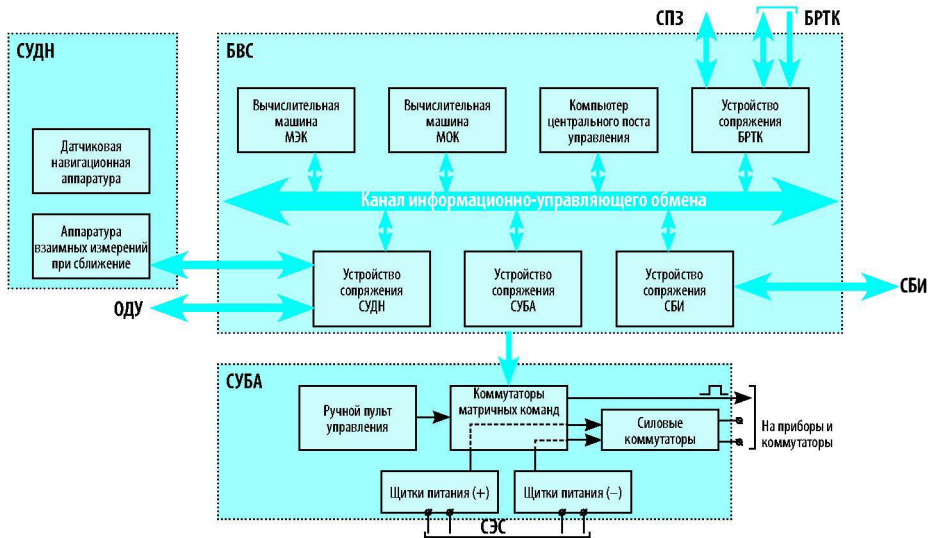 СПЗ
БРТК
СУДН
БВС
Вычислительная
машина
МЭК
Вычислительная
машина
МОК
Компьютер
центрального поста
управления
Устройство
сопряжения
БРТК
Датчиковая
навигационная
аппаратура
Канал информационно-управляющего обмена
Аппаратура
взаимных измерений
при сближение
Устройство
сопряжения
СУДН
Устройство
сопряжения
СУБА
Устройство
сопряжения
СБИ
СБИ
ОДУ
СУБА
Ручной пульт
управления
Коммутаторы
матричных команд
Силовые
коммутаторы
На приборы и
коммутаторы
Щитки питания (+)
Щитки питания (–)
СЭС